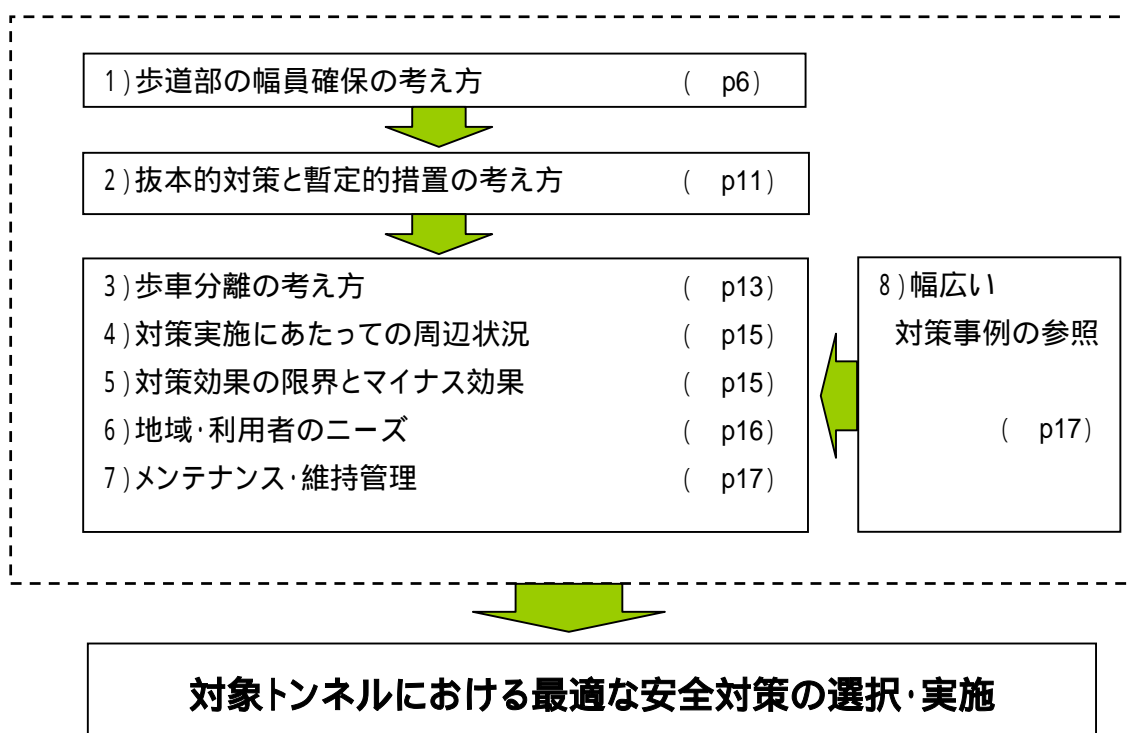 1)歩道部の幅員確保の考え方 ( p6)
2)抜本的対策と暫定的措置の考え方 ( p11)
3)歩車分離の考え方 ( p13)
4)対策実施にあたっての周辺状況 ( p15)
5)対策効果の限界とマイナス効果 ( p15)
6)地域・利用者のニーズ ( p16)
7)メンテナンス・維持管理 ( p17)
8)幅広い
対策事例の参照
( p17)
対象トンネルにおける最適な安全対策の選択・実施